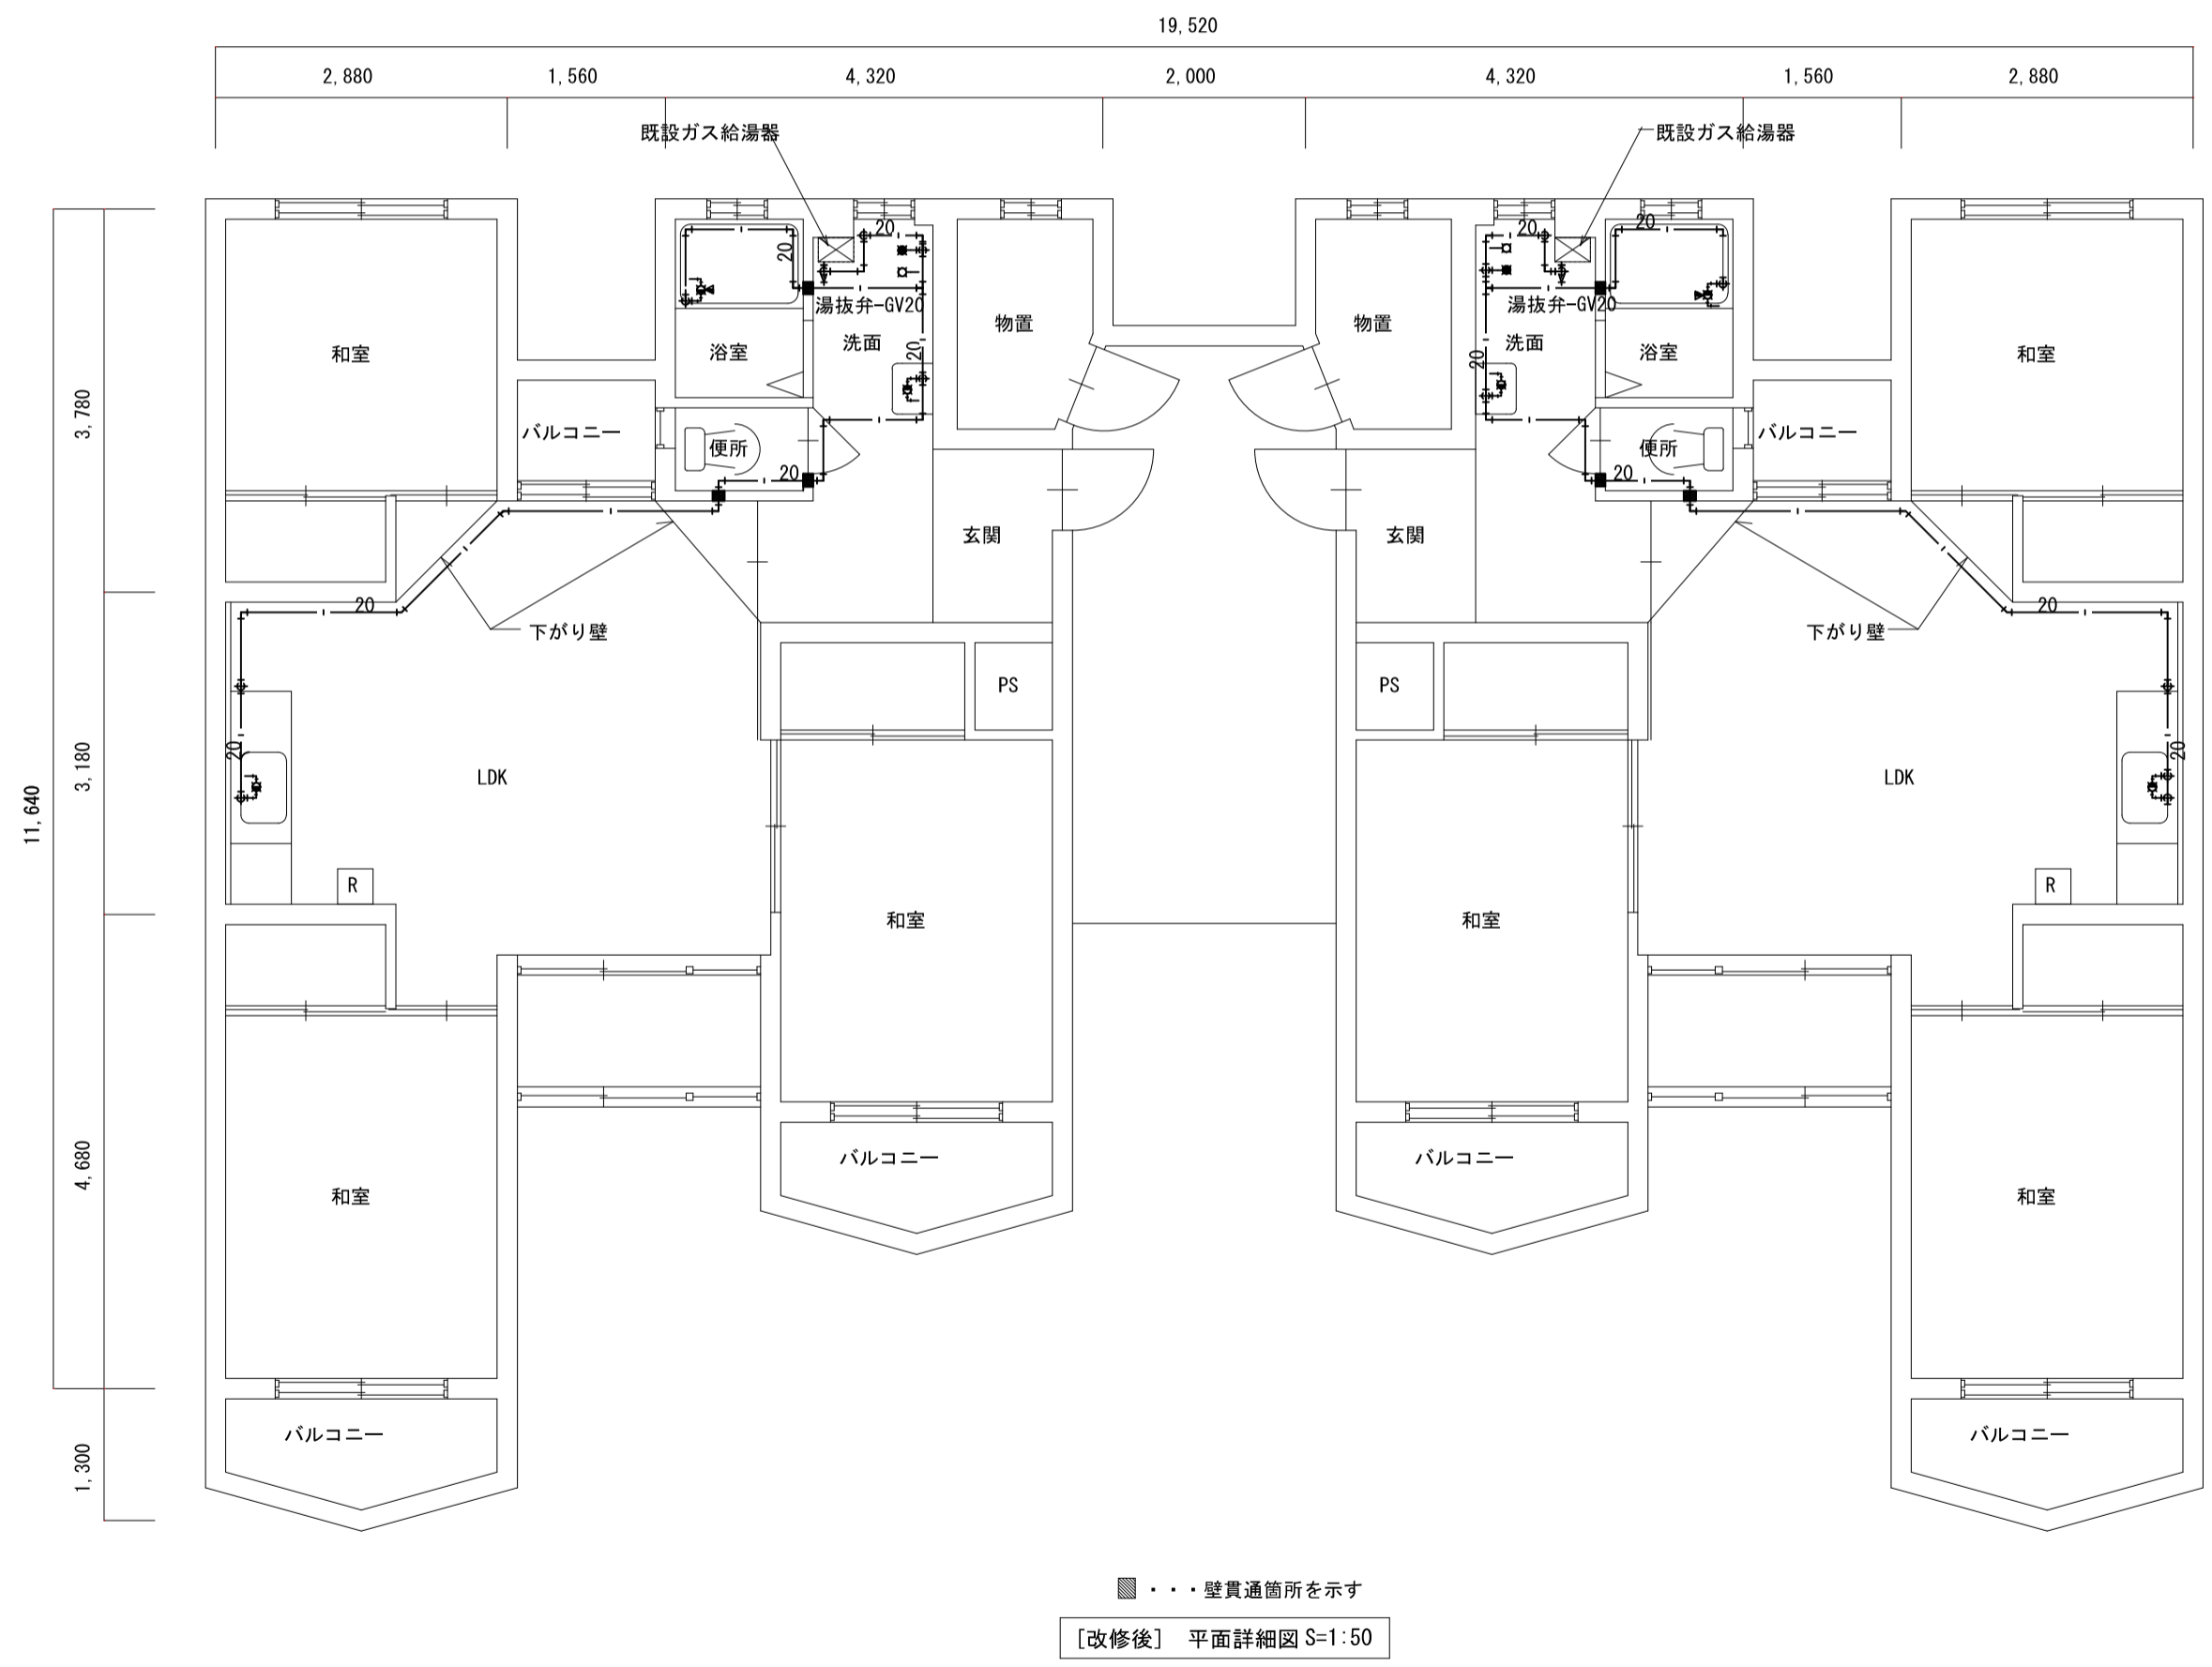 19,520
2,880 1,560 4,320 2,000 4,320 1,560 2,880
既設ガス給湯器 既設ガス給湯器
20 20 20 20
湯抜弁-GV20 湯抜弁-GV20
物置 物置
洗面 洗面
和室 浴室 20 20 浴室 和室
3,780
バルコニー バルコニー
便所 便所
20 20
玄関 玄関
20 20
下がり壁 下がり壁
PS PS
20 20
3,180
LDK LDK
11,640
R R
和室 和室
4,680
バルコニー バルコニー
和室 和室
バルコニー バルコニー
1,300
・・・壁貫通箇所を示す
[改修後] 平面詳細図 S=1:50